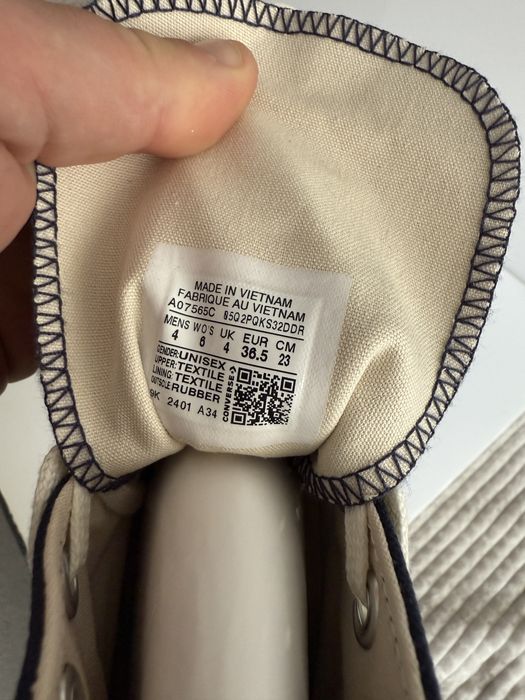 MADE IN VIETNAM
FABRIQUE AU VIETNAM
A07565C B5Q2PQKS32DDR
MENS WO'S UK EUR CM
4 6 4 36.5 23
GENDER: UNISEX
UPPER: TEXTILE
LINING: TEXTILE
OUTSOLE RUBBER
2401 A34
CONVERSE